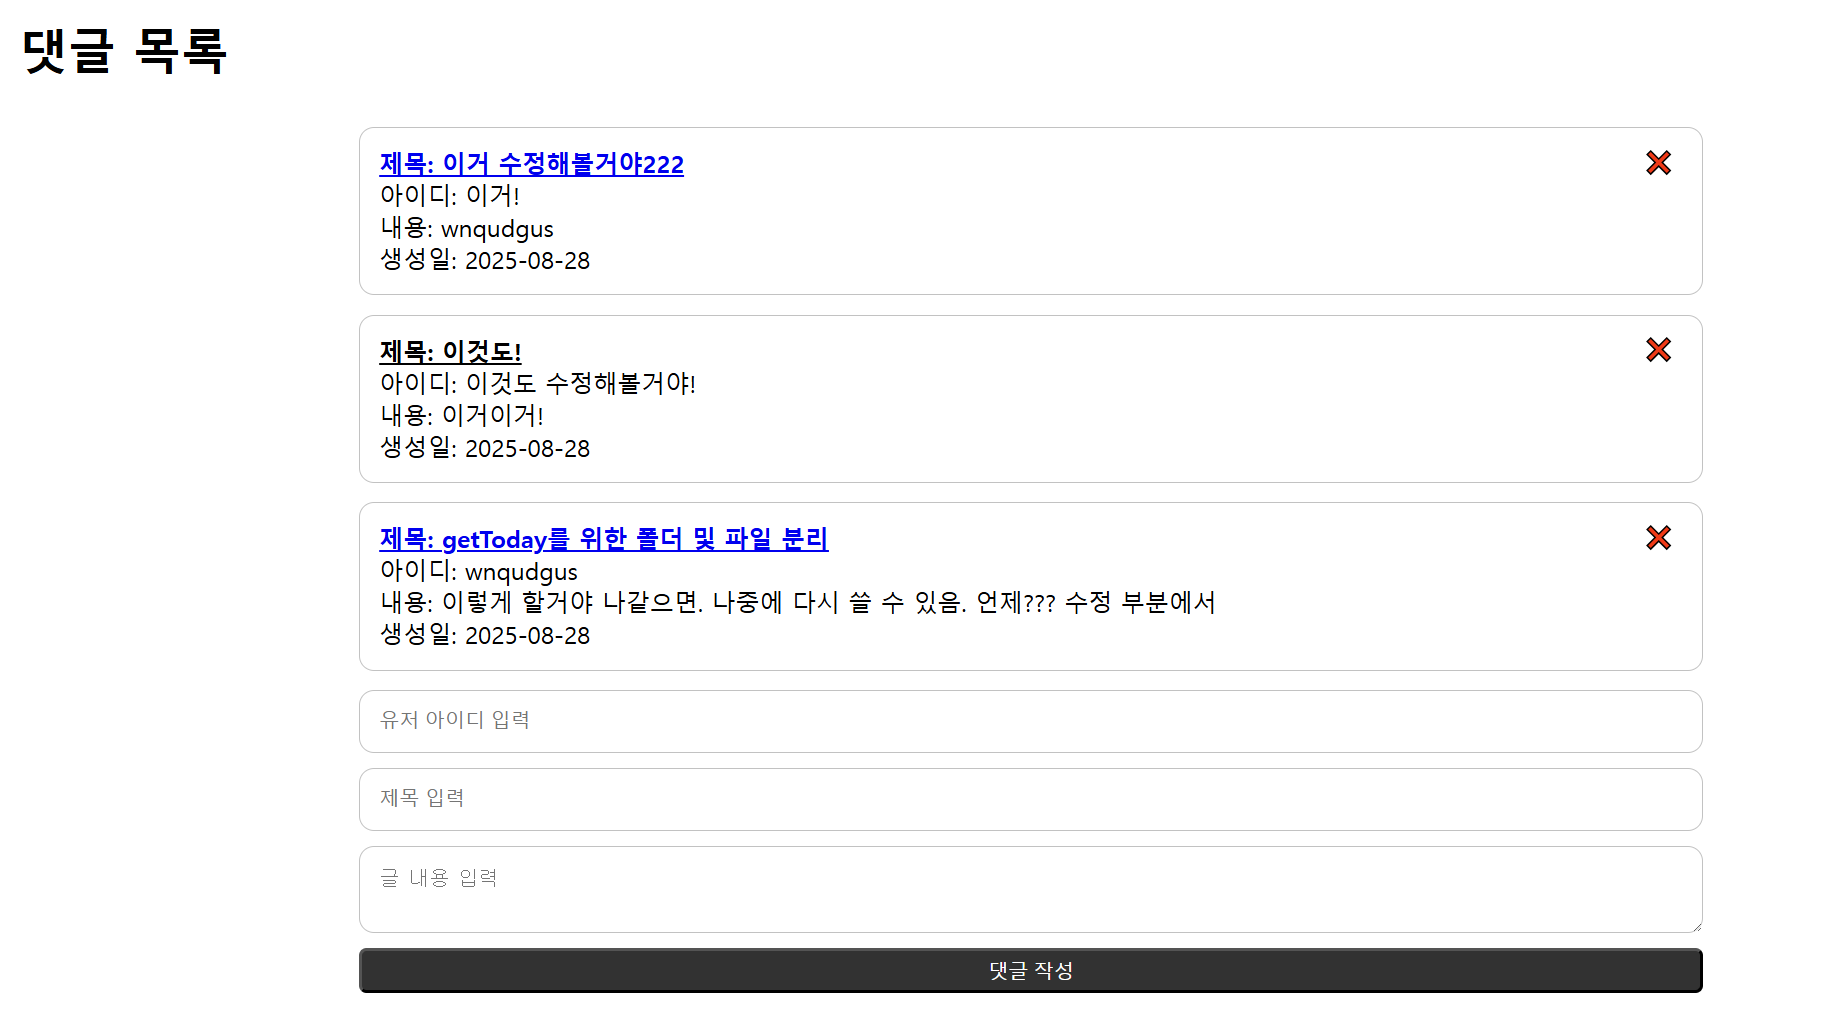 댓글 목록
제목: 이거 수정해볼거야222
아이디: 이거!
내용: wnqudgus
생성일: 2025-08-28
제목: 이것도!
아이디: 이것도 수정해볼거야!
내용: 이거이거!
생성일: 2025-08-28
제목: getToday를 위한 폴더 및 파일 분리
아이디: wnqudgus
내용: 이렇게 할거야 나같으면. 나중에 다시 쓸 수 있음. 언제??? 수정 부분에서
생성일: 2025-08-28
유저 아이디 입력
제목 입력
글 내용 입력
댓글 작성